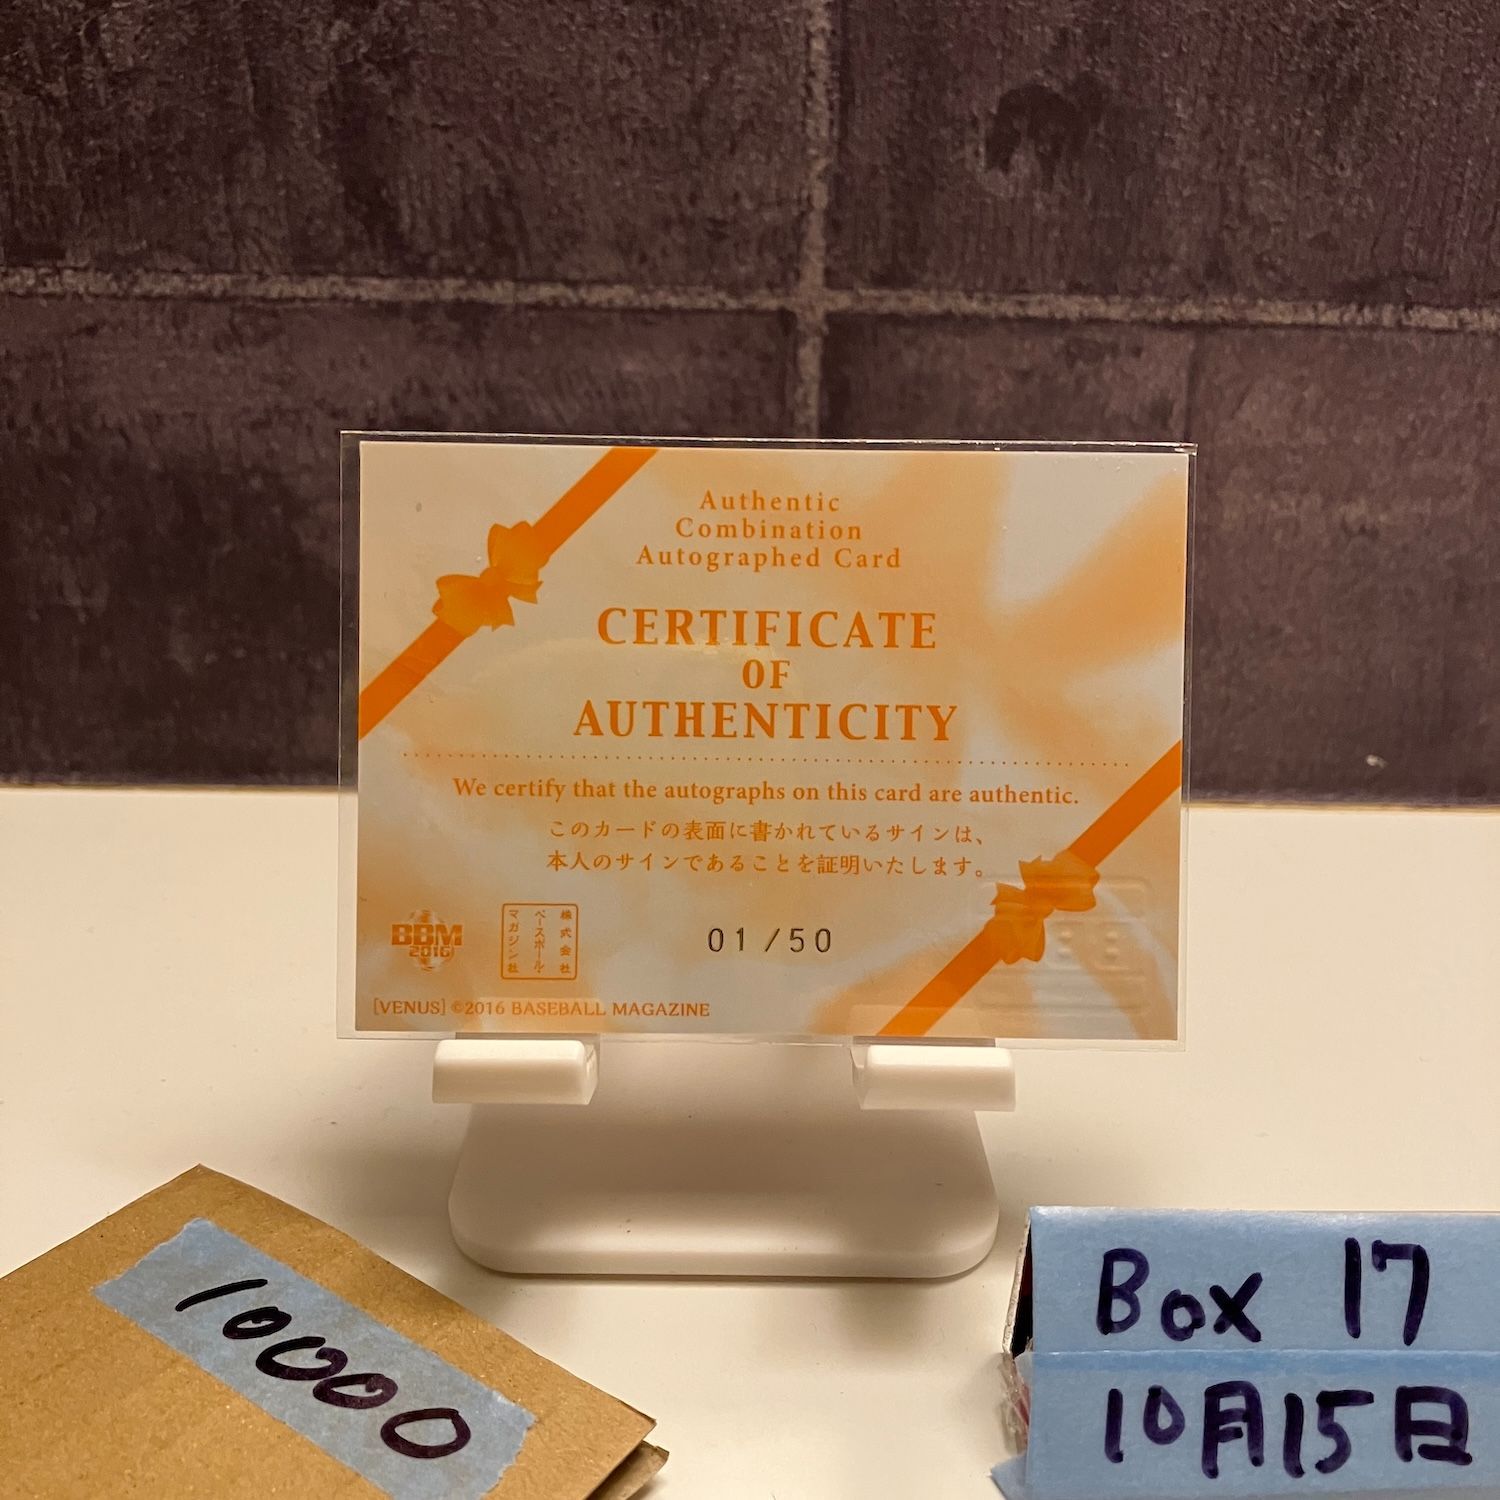 Authentic
Combination
Autographed Card
CERTIFICATE
OF
AUTHENTICITY
We certify that the autographs on this card are authentic.
このカードの表面に書かれているサインは、
本人のサインであることを証明いたします。
BBM
2016
株式会社
ベースボール・
マガジン社
01/50
[VENUS] ©2016 BASEBALL MAGAZINE
10000
Box 17
10月15日